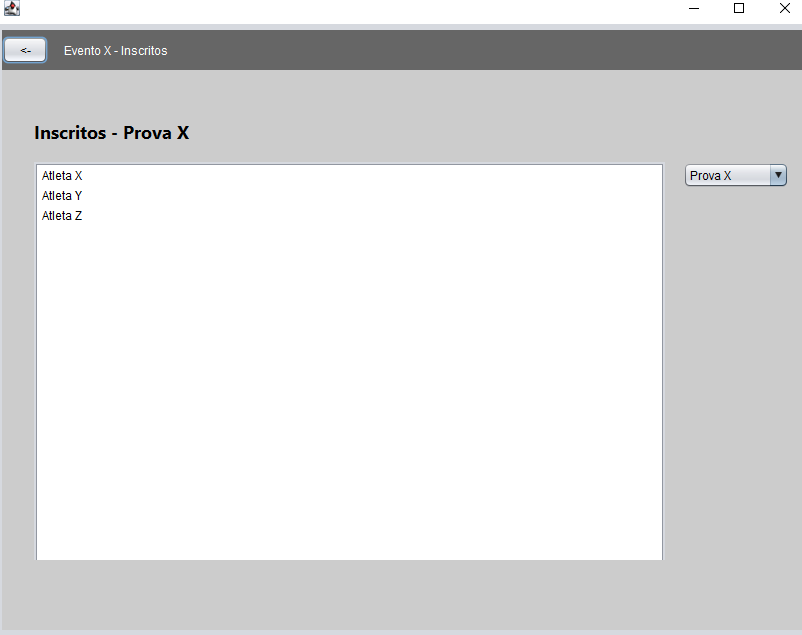 <- Evento X - Inscritos
Inscritos - Prova X
Atleta X
Prova X
Atleta Y
Atleta Z